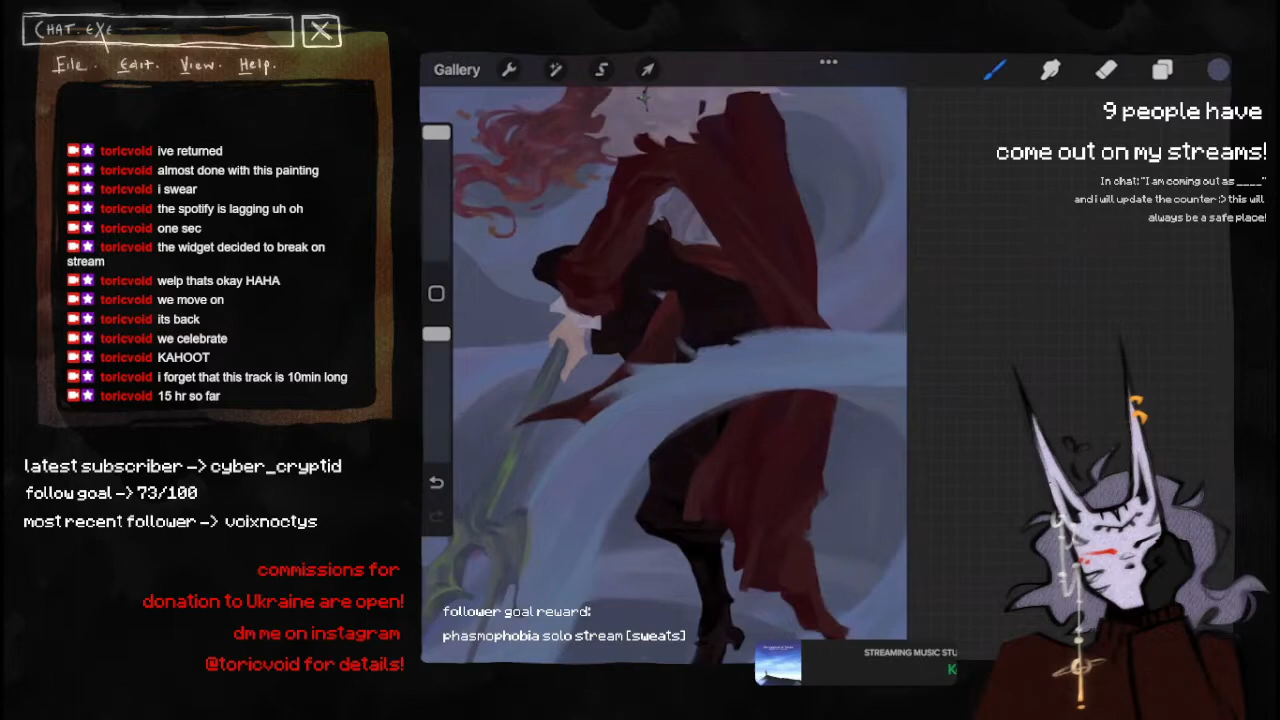 CHAT.EXE
File. Edit. View. Help.
toricvoid ive returned
toricvoid almost done with this painting
toricvoid i swear
toricvoid the spotify is lagging uh oh
toricvoid one sec
toricvoid the widget decided to break on
stream
toricvoid welp thats okay HAHA
toricvoid we move on
toricvoid its back
toricvoid we celebrate
toricvoid KAHOOT
toricvoid i forget that this track is 10min long
toricvoid 15 hr so far
latest subscriber -> cyber_cryptid
follow goal -> 73/100
most recent follower -> voixnoctys
commissions for
donation to Ukraine are open!
dm me on instagram
@toricvoid for details!
Gallery
follower goal reward:
phasmophobia solo stream [sweats]
STREAMING MUSIC STU
K
9 people have
come out on my streams!
In chat: "I am coming out as ____"
and i will update the counter :> this will
always be a safe place!